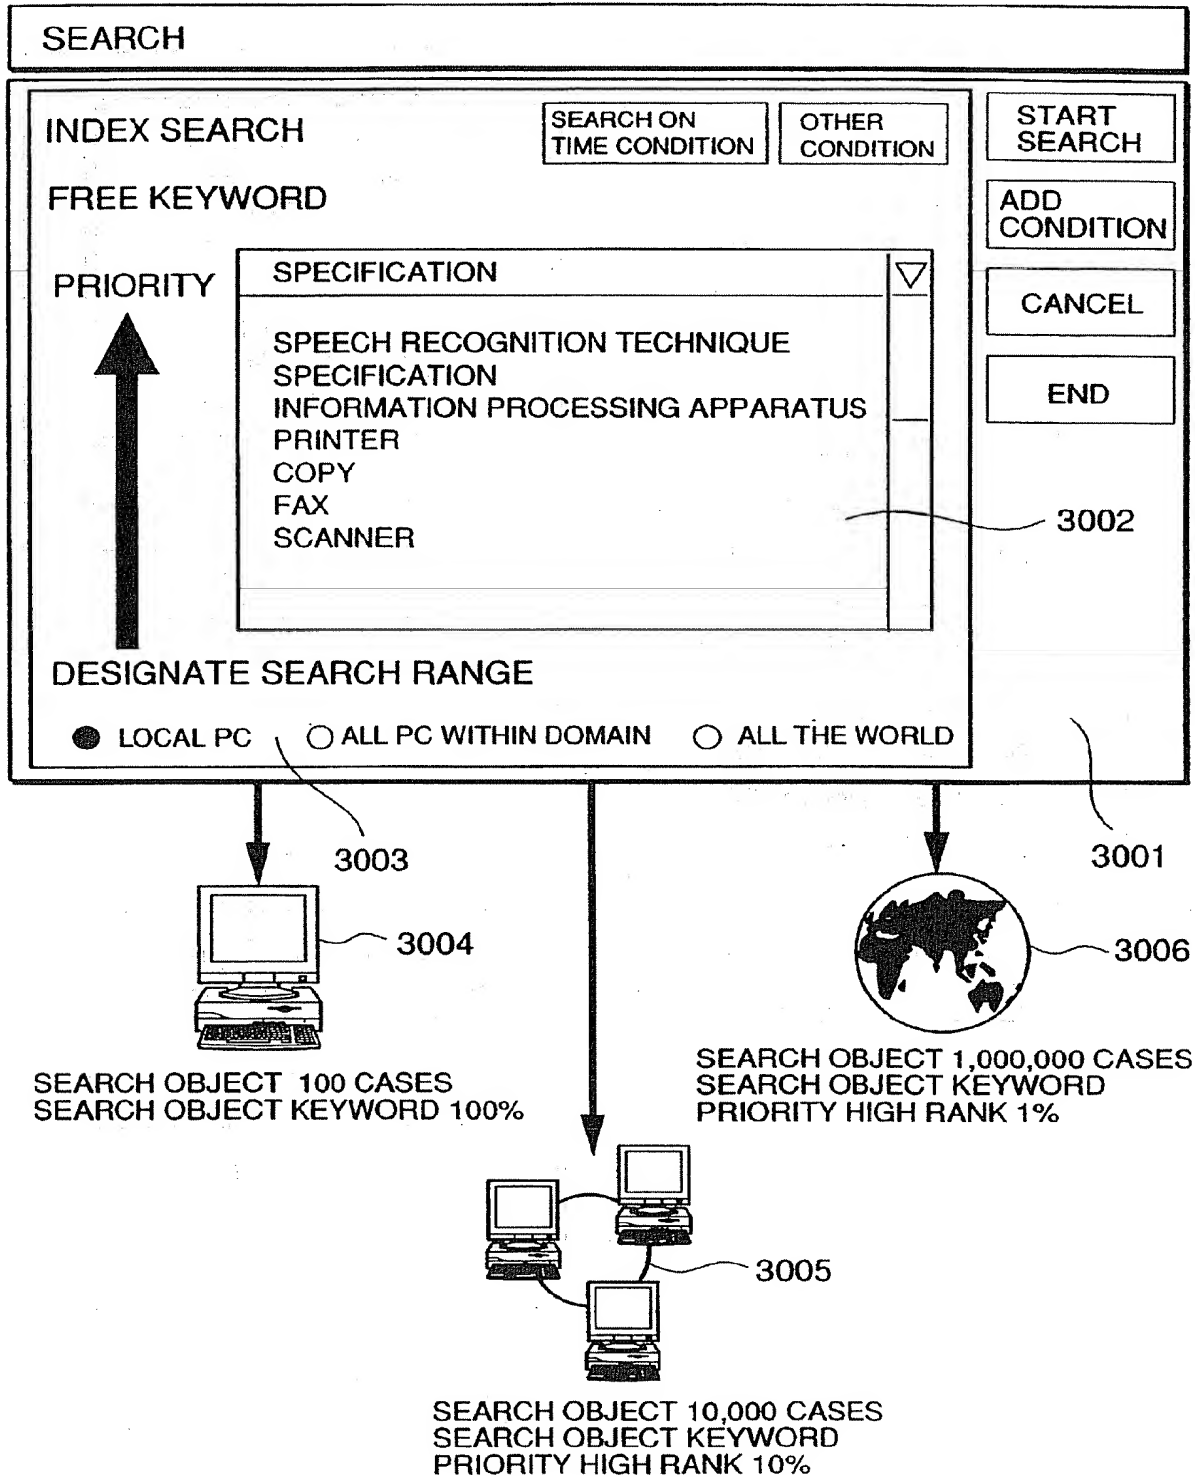 SEARCH
INDEX SEARCH
SEARCH ON
TIME CONDITION
OTHER
CONDITION
START
SEARCH
FREE KEYWORD
ADD
CONDITION
PRIORITY
SPECIFICATION
CANCEL
SPEECH RECOGNITION TECHNIQUE
SPECIFICATION
INFORMATION PROCESSING APPARATUS
PRINTER
COPY
FAX
SCANNER
END
3002
DESIGNATE SEARCH RANGE
LOCAL PC
ALL PC WITHIN DOMAIN
ALL THE WORLD
3003
3001
3004
3006
SEARCH OBJECT 100 CASES
SEARCH OBJECT KEYWORD 100%
SEARCH OBJECT 1,000,000 CASES
SEARCH OBJECT KEYWORD
PRIORITY HIGH RANK 1%
3005
SEARCH OBJECT 10,000 CASES
SEARCH OBJECT KEYWORD
PRIORITY HIGH RANK 10%